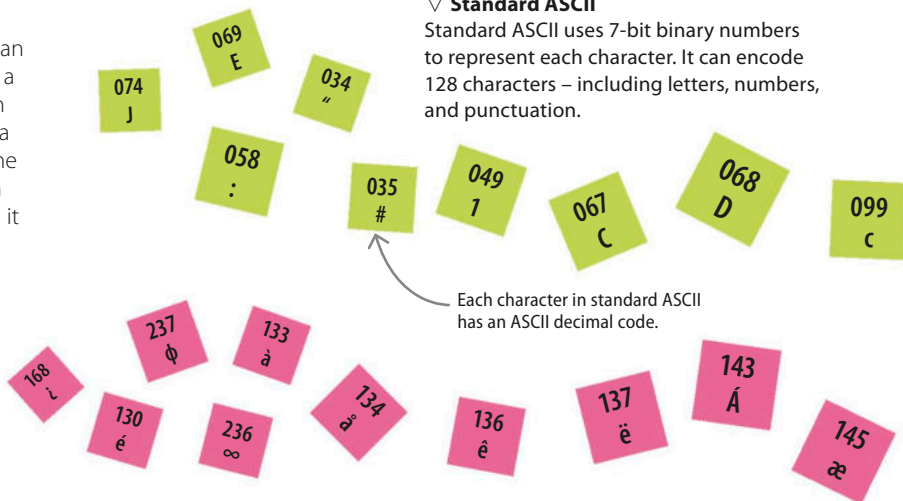 an
a
a
it
▽ Standard ASCII
Standard ASCII uses 7-bit binary numbers
to represent each character. It can encode
128 characters – including letters, numbers,
and punctuation.
074
J
069
E
034
"
058
:
035
#
049
1
067
C
068
D
099
c
Each character in standard ASCII
has an ASCII decimal code.
168
¿
237
ϕ
133
à
130
é
236
∞
134
å
136
ê
137
ë
143
Á
145
æ